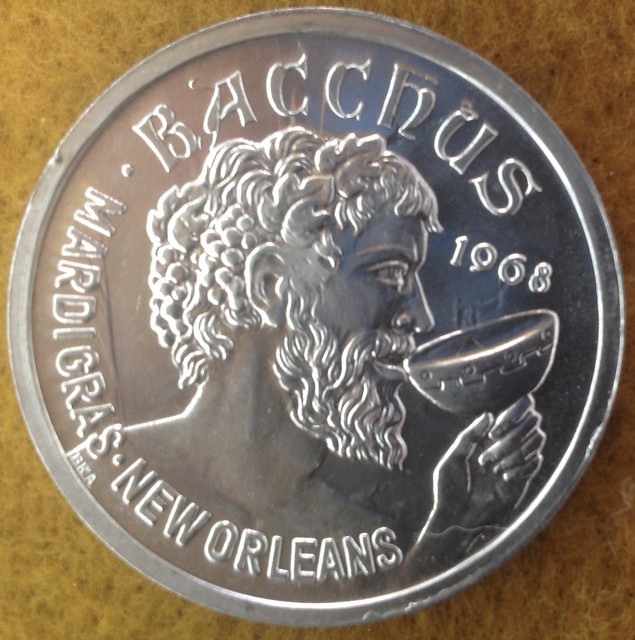 BACCHUS
1968
MARDI GRAS · NEW ORLEANS